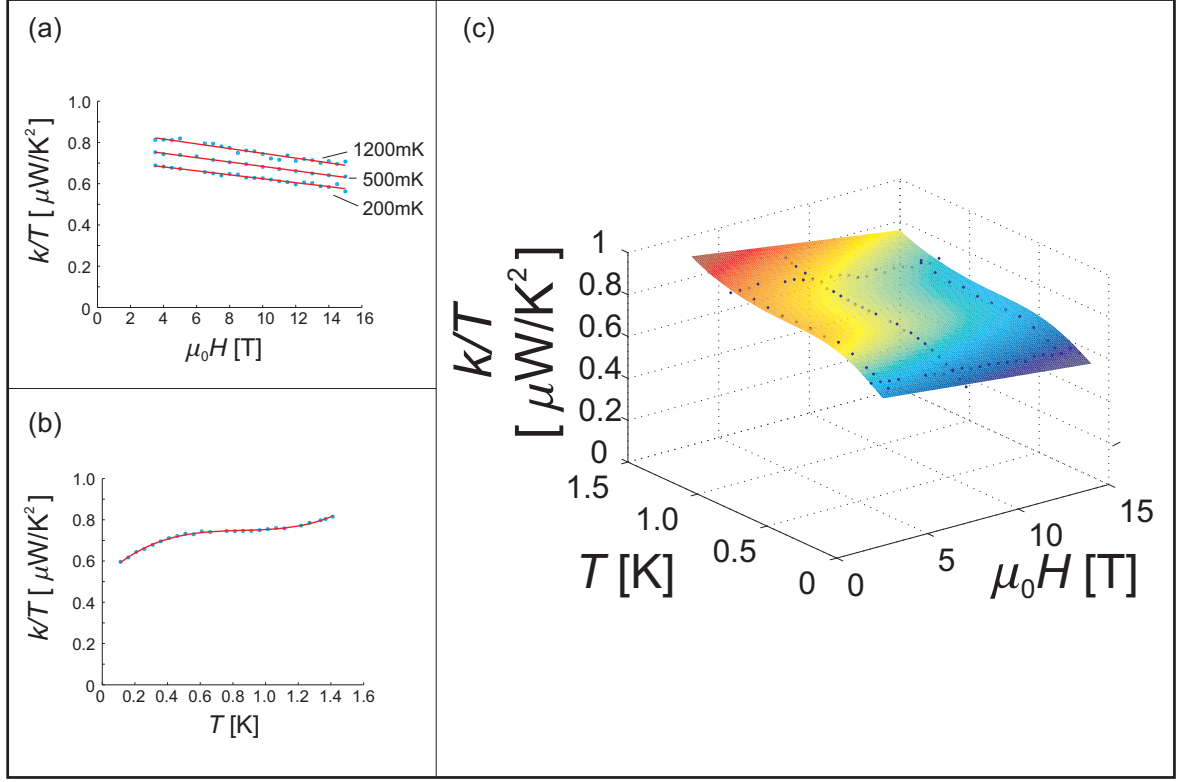 (a)
1.0
0.8
0.6
0.4
0.2
0
k/T [ μW/K²]
1200mK
500mK
200mK
0 2 4 6 8 10 12 14 16
μ₀H [T]
(b)
1.0
0.8
0.6
0.4
0.2
0
k/T [ μW/K²]
0 0.2 0.4 0.6 0.8 1.0 1.2 1.4 1.6
T [K]
(c)
1
0.8
0.6
0.4
0.2
0
k/T
[ μW/K²]
1.5
1.0
0.5
0
T [K]
0
5
10
15
μ₀H [T]